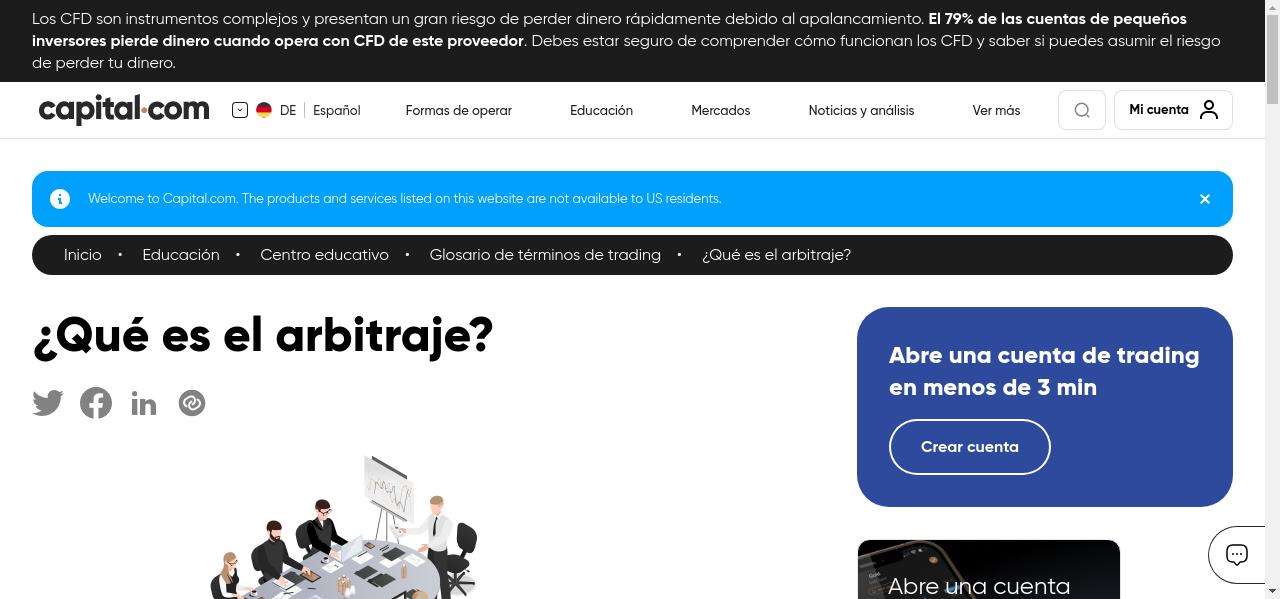 Los CFD son instrumentos complejos y presentan un gran riesgo de perder dinero rápidamente debido al apalancamiento. El 79% de las cuentas de pequeños
inversores pierde dinero cuando opera con CFD de este proveedor. Debes estar seguro de comprender cómo funcionan los CFD y saber si puedes asumir el riesgo
de perder tu dinero.
capital.com DE Español Formas de operar Educación Mercados Noticias y análisis Ver más Mi cuenta
Welcome to Capital.com. The products and services listed on this website are not available to US residents.
Inicio • Educación • Centro educativo • Glosario de términos de trading • ¿Qué es el arbitraje?
¿Qué es el arbitraje?
Abre una cuenta de trading
en menos de 3 min
Crear cuenta
Abre una cuenta